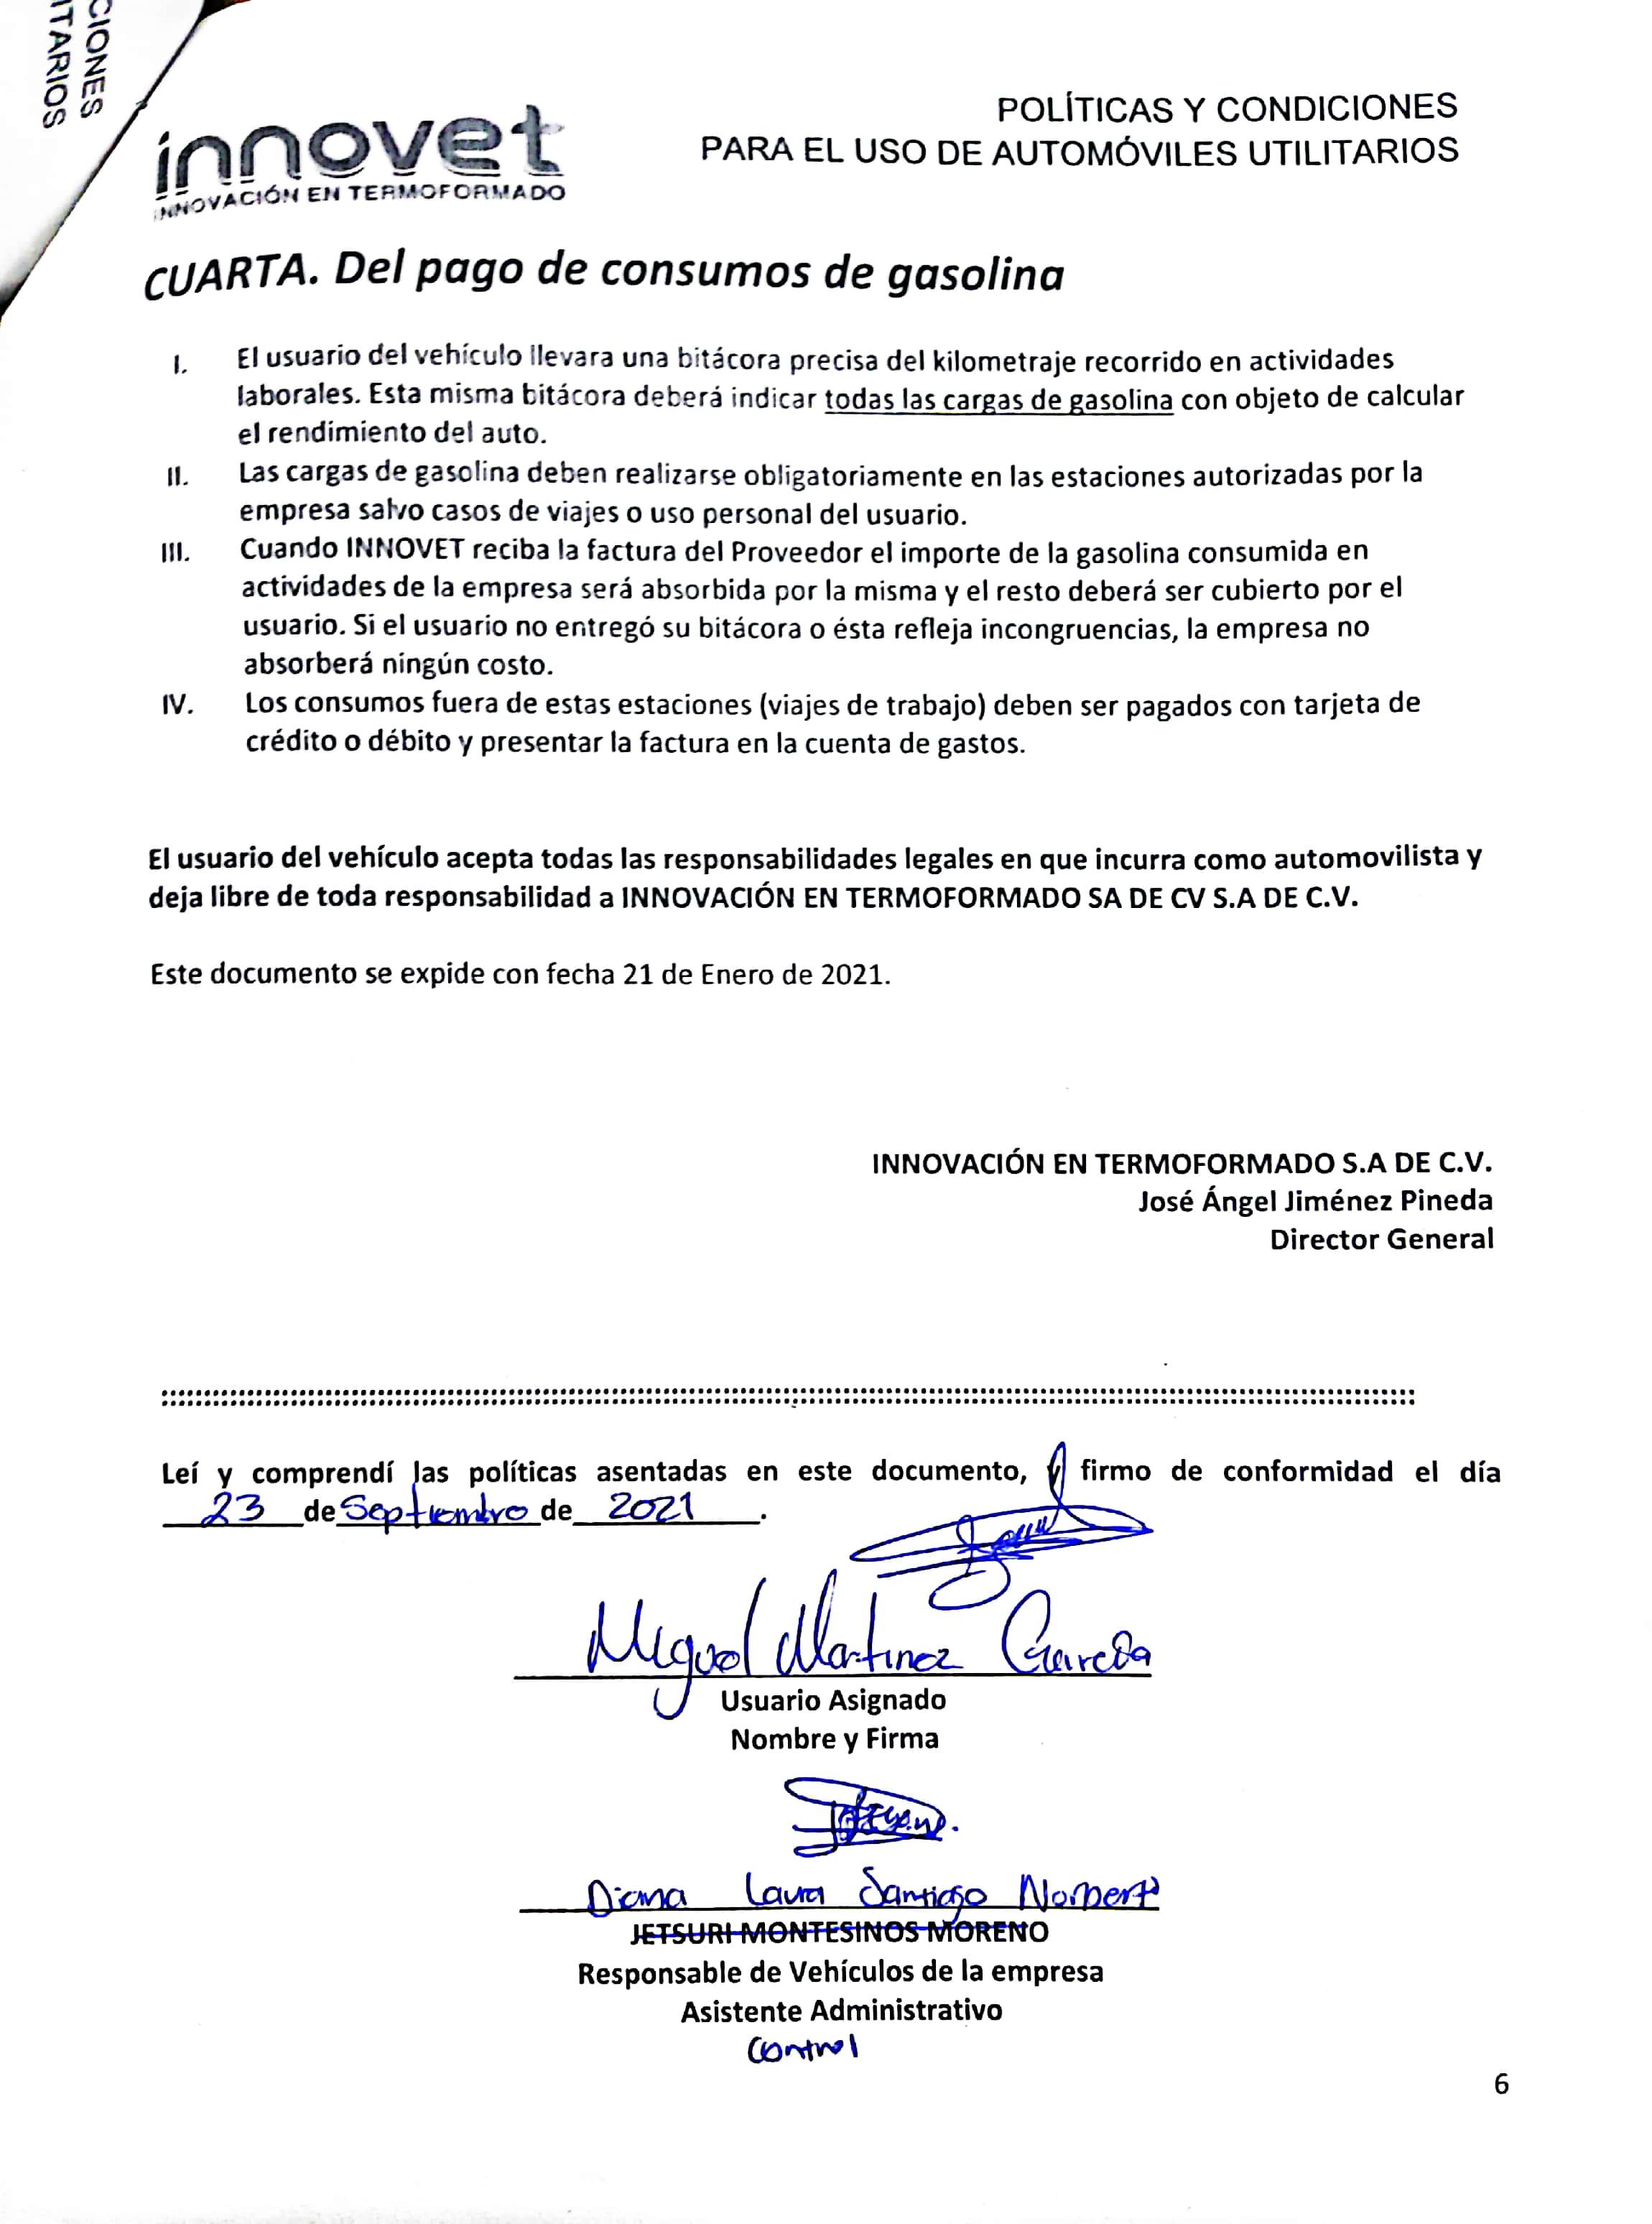 CIONES
ITARIOS
innovet
INNOVACIÓN EN TERMOFORMADO
POLÍTICAS Y CONDICIONES
PARA EL USO DE AUTOMÓVILES UTILITARIOS
CUARTA. Del pago de consumos de gasolina
I. El usuario del vehículo llevara una bitácora precisa del kilometraje recorrido en actividades
laborales. Esta misma bitácora deberá indicar todas las cargas de gasolina con objeto de calcular
el rendimiento del auto.
II. Las cargas de gasolina deben realizarse obligatoriamente en las estaciones autorizadas por la
empresa salvo casos de viajes o uso personal del usuario.
III. Cuando INNOVET reciba la factura del Proveedor el importe de la gasolina consumida en
actividades de la empresa será absorbida por la misma y el resto deberá ser cubierto por el
usuario. Si el usuario no entregó su bitácora o ésta refleja incongruencias, la empresa no
absorberá ningún costo.
IV. Los consumos fuera de estas estaciones (viajes de trabajo) deben ser pagados con tarjeta de
crédito o débito y presentar la factura en la cuenta de gastos.
El usuario del vehículo acepta todas las responsabilidades legales en que incurra como automovilista y
deja libre de toda responsabilidad a INNOVACIÓN EN TERMOFORMADO SA DE CV S.A DE C.V.
Este documento se expide con fecha 21 de Enero de 2021.
INNOVACIÓN EN TERMOFORMADO S.A DE C.V.
José Ángel Jiménez Pineda
Director General
Leí y comprendí las políticas asentadas en este documento, y firmo de conformidad el día
23 de Septiembre de 2021.
Miguel Martinez Garcia
Usuario Asignado
Nombre y Firma
Diana Laura Santiago Norberto
JETSURI MONTESINOS MORENO
Responsable de Vehículos de la empresa
Asistente Administrativo
Control
6